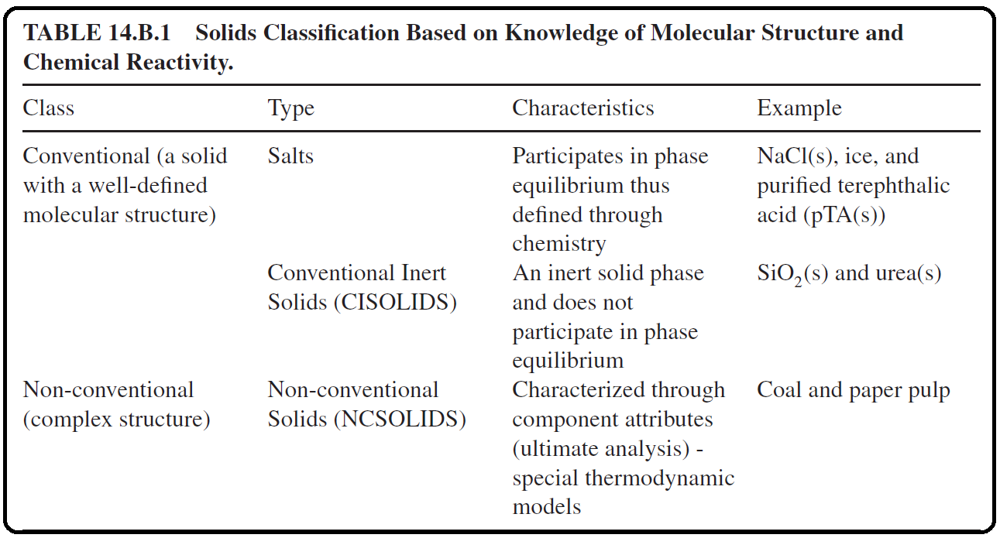 TABLE 14.B.1 Solids Classification Based on Knowledge of Molecular Structure and
Chemical Reactivity.
Class Type Characteristics Example
Conventional (a solid Salts Participates in phase NaCl(s), ice, and
with a well-defined equilibrium thus purified terephthalic
molecular structure) defined through acid (pTA(s))
chemistry
Conventional Inert An inert solid phase SiO₂(s) and urea(s)
Solids (CISOLIDS) and does not
participate in phase
equilibrium
Non-conventional Non-conventional Characterized through Coal and paper pulp
(complex structure) Solids (NCSOLIDS) component attributes
(ultimate analysis) -
special thermodynamic
models